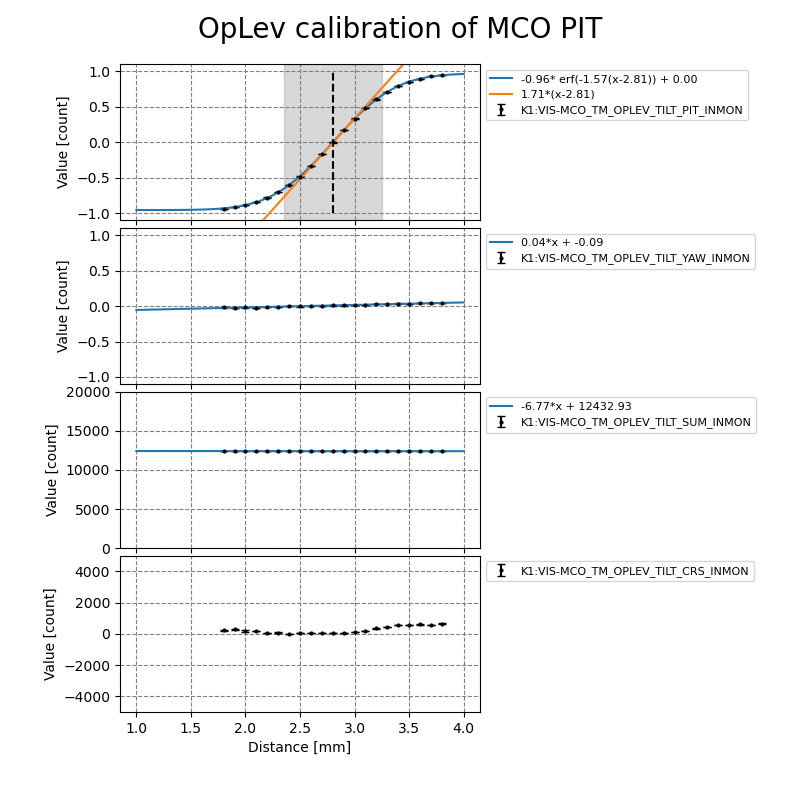 OpLev calibration of MCO PIT
1.0
0.5
0.0
−0.5
−1.0
Value [count]
-0.96* erf(-1.57(x-2.81)) + 0.00
1.71*(x-2.81)
K1:VIS-MCO_TM_OPLEV_TILT_PIT_INMON
1.0
0.5
0.0
−0.5
−1.0
Value [count]
0.04*x + -0.09
K1:VIS-MCO_TM_OPLEV_TILT_YAW_INMON
20000
15000
10000
5000
0
Value [count]
-6.77*x + 12432.93
K1:VIS-MCO_TM_OPLEV_TILT_SUM_INMON
4000
2000
0
−2000
−4000
Value [count]
K1:VIS-MCO_TM_OPLEV_TILT_CRS_INMON
1.0 1.5 2.0 2.5 3.0 3.5 4.0
Distance [mm]